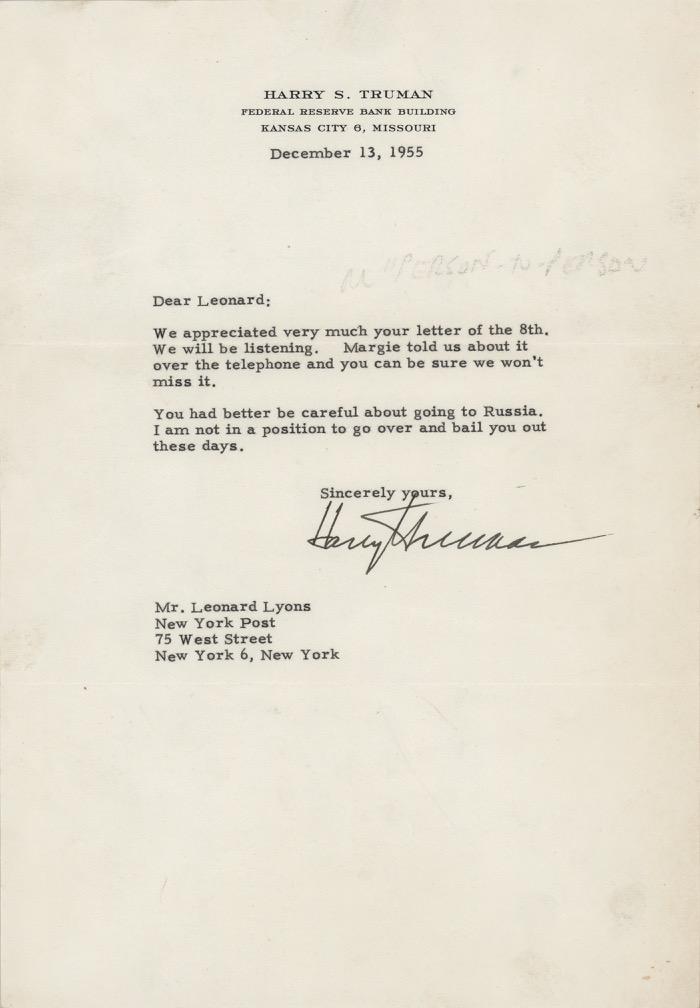 HARRY S. TRUMAN
FEDERAL RESERVE BANK BUILDING
KANSAS CITY 6, MISSOURI
December 13, 1955
"PERSON-TO-PERSON
Dear Leonard:
We appreciated very much your letter of the 8th.
We will be listening. Margie told us about it
over the telephone and you can be sure we won't
miss it.
You had better be careful about going to Russia.
I am not in a position to go over and bail you out
these days.
Sincerely yours,
Harry Truman
Mr. Leonard Lyons
New York Post
75 West Street
New York 6, New York